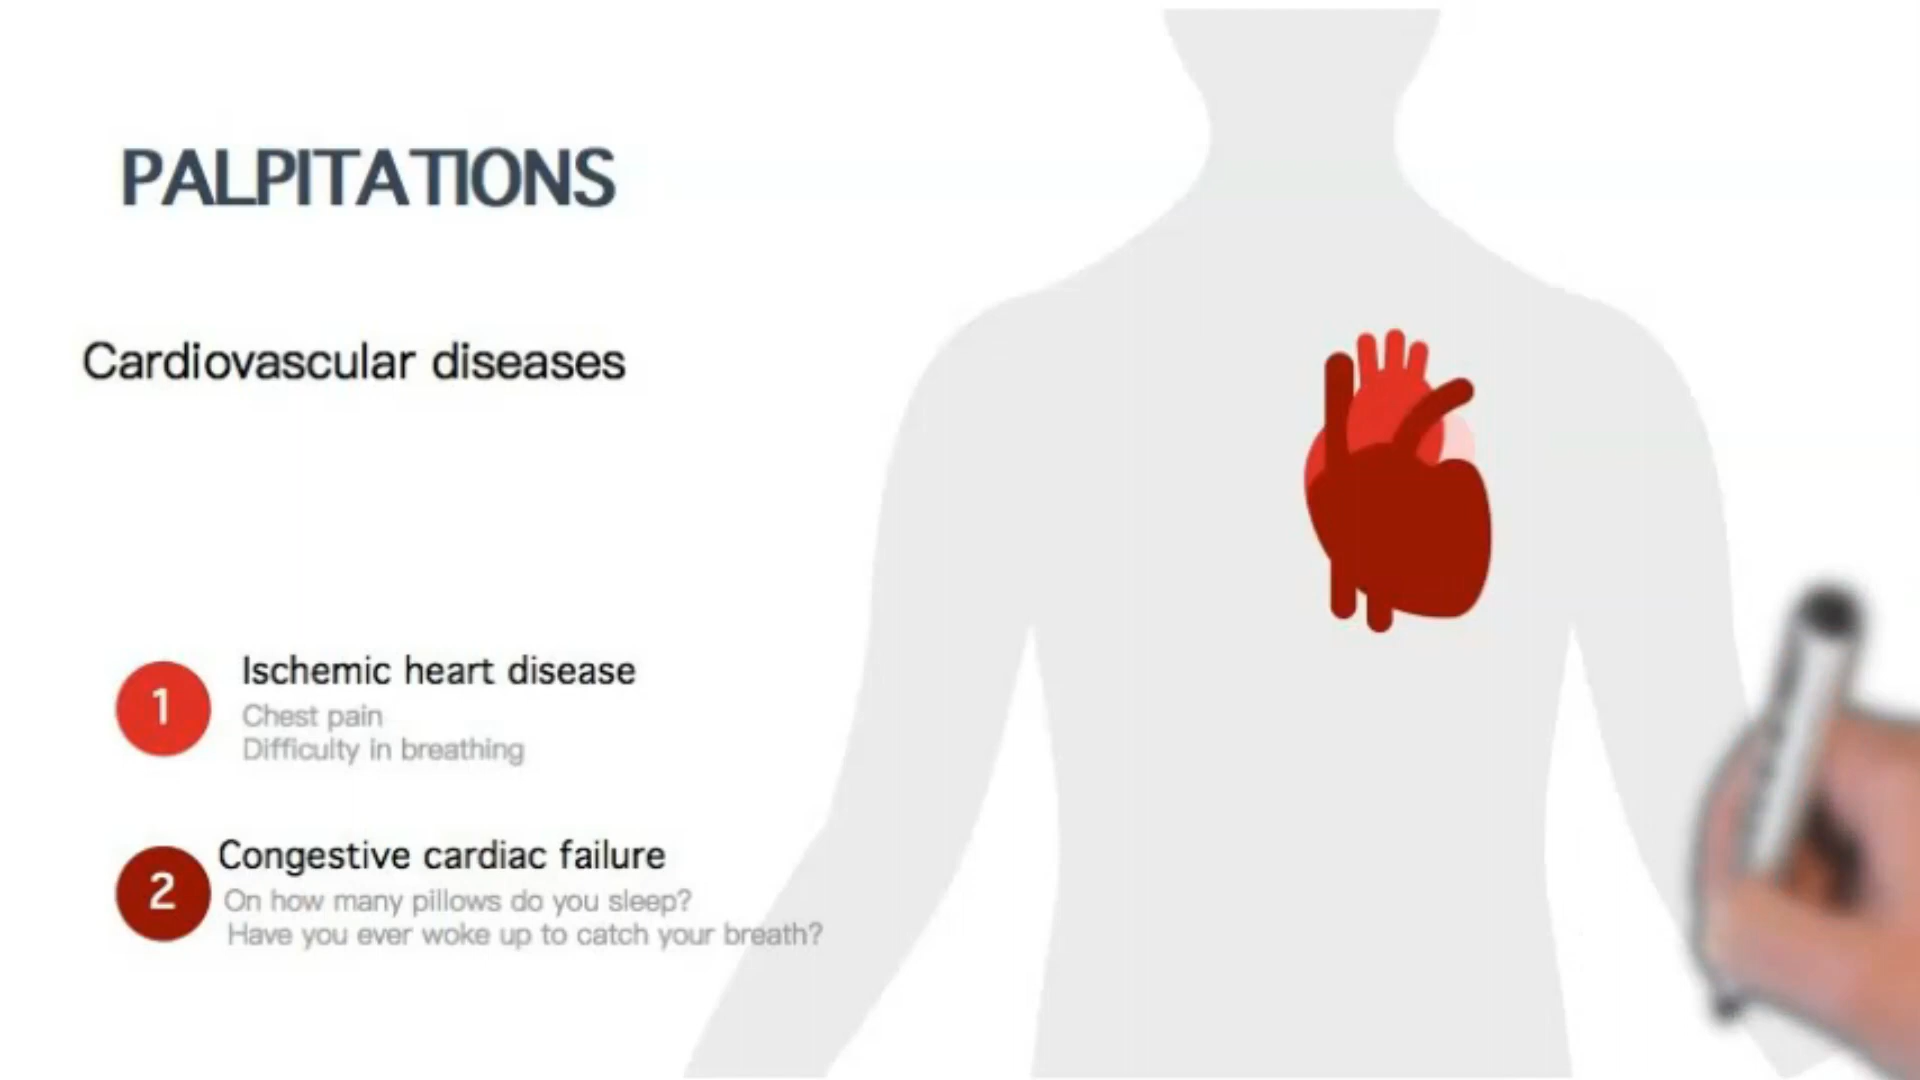 PALPITATIONS
Cardiovascular diseases
1
Ischemic heart disease
Chest pain
Difficulty in breathing
2
Congestive cardiac failure
On how many pillows do you sleep?
Have you ever woke up to catch your breath?